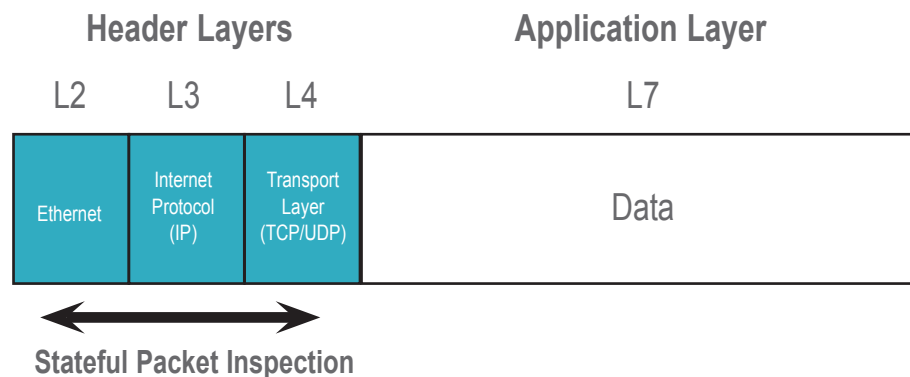 Header Layers
Application Layer
L2
L3
L4
L7
Ethernet
Internet
Protocol
(IP)
Transport
Layer
(TCP/UDP)
Data
Stateful Packet Inspection